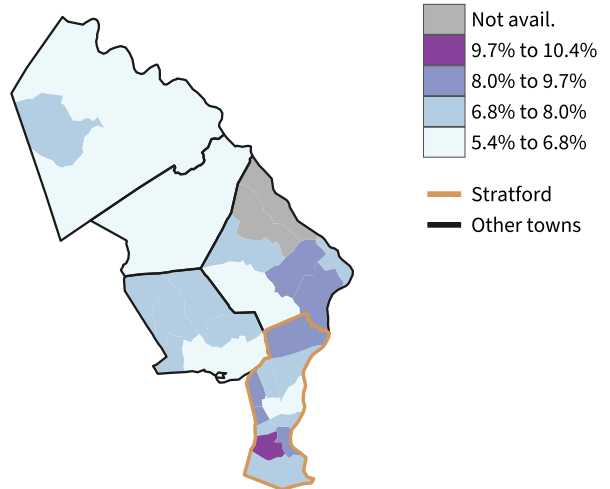 Not avail.
9.7% to 10.4%
8.0% to 9.7%
6.8% to 8.0%
5.4% to 6.8%
Stratford
Other towns